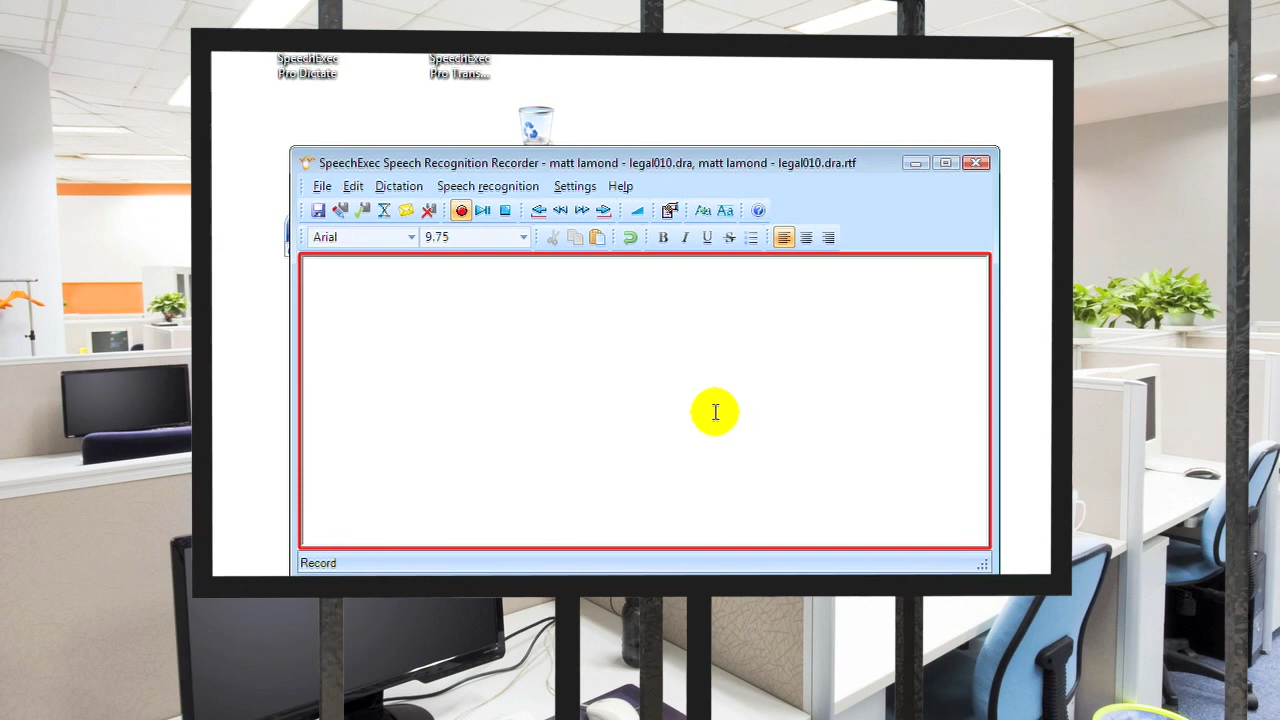 SpeechExec
Pro Dictate
SpeechExec
Pro Trans...
SpeechExec Speech Recognition Recorder - matt lamond - legal010.dra, matt lamond - legal010.dra.rtf
File Edit Dictation Speech recognition Settings Help
Arial 9.75 B I U S
Record